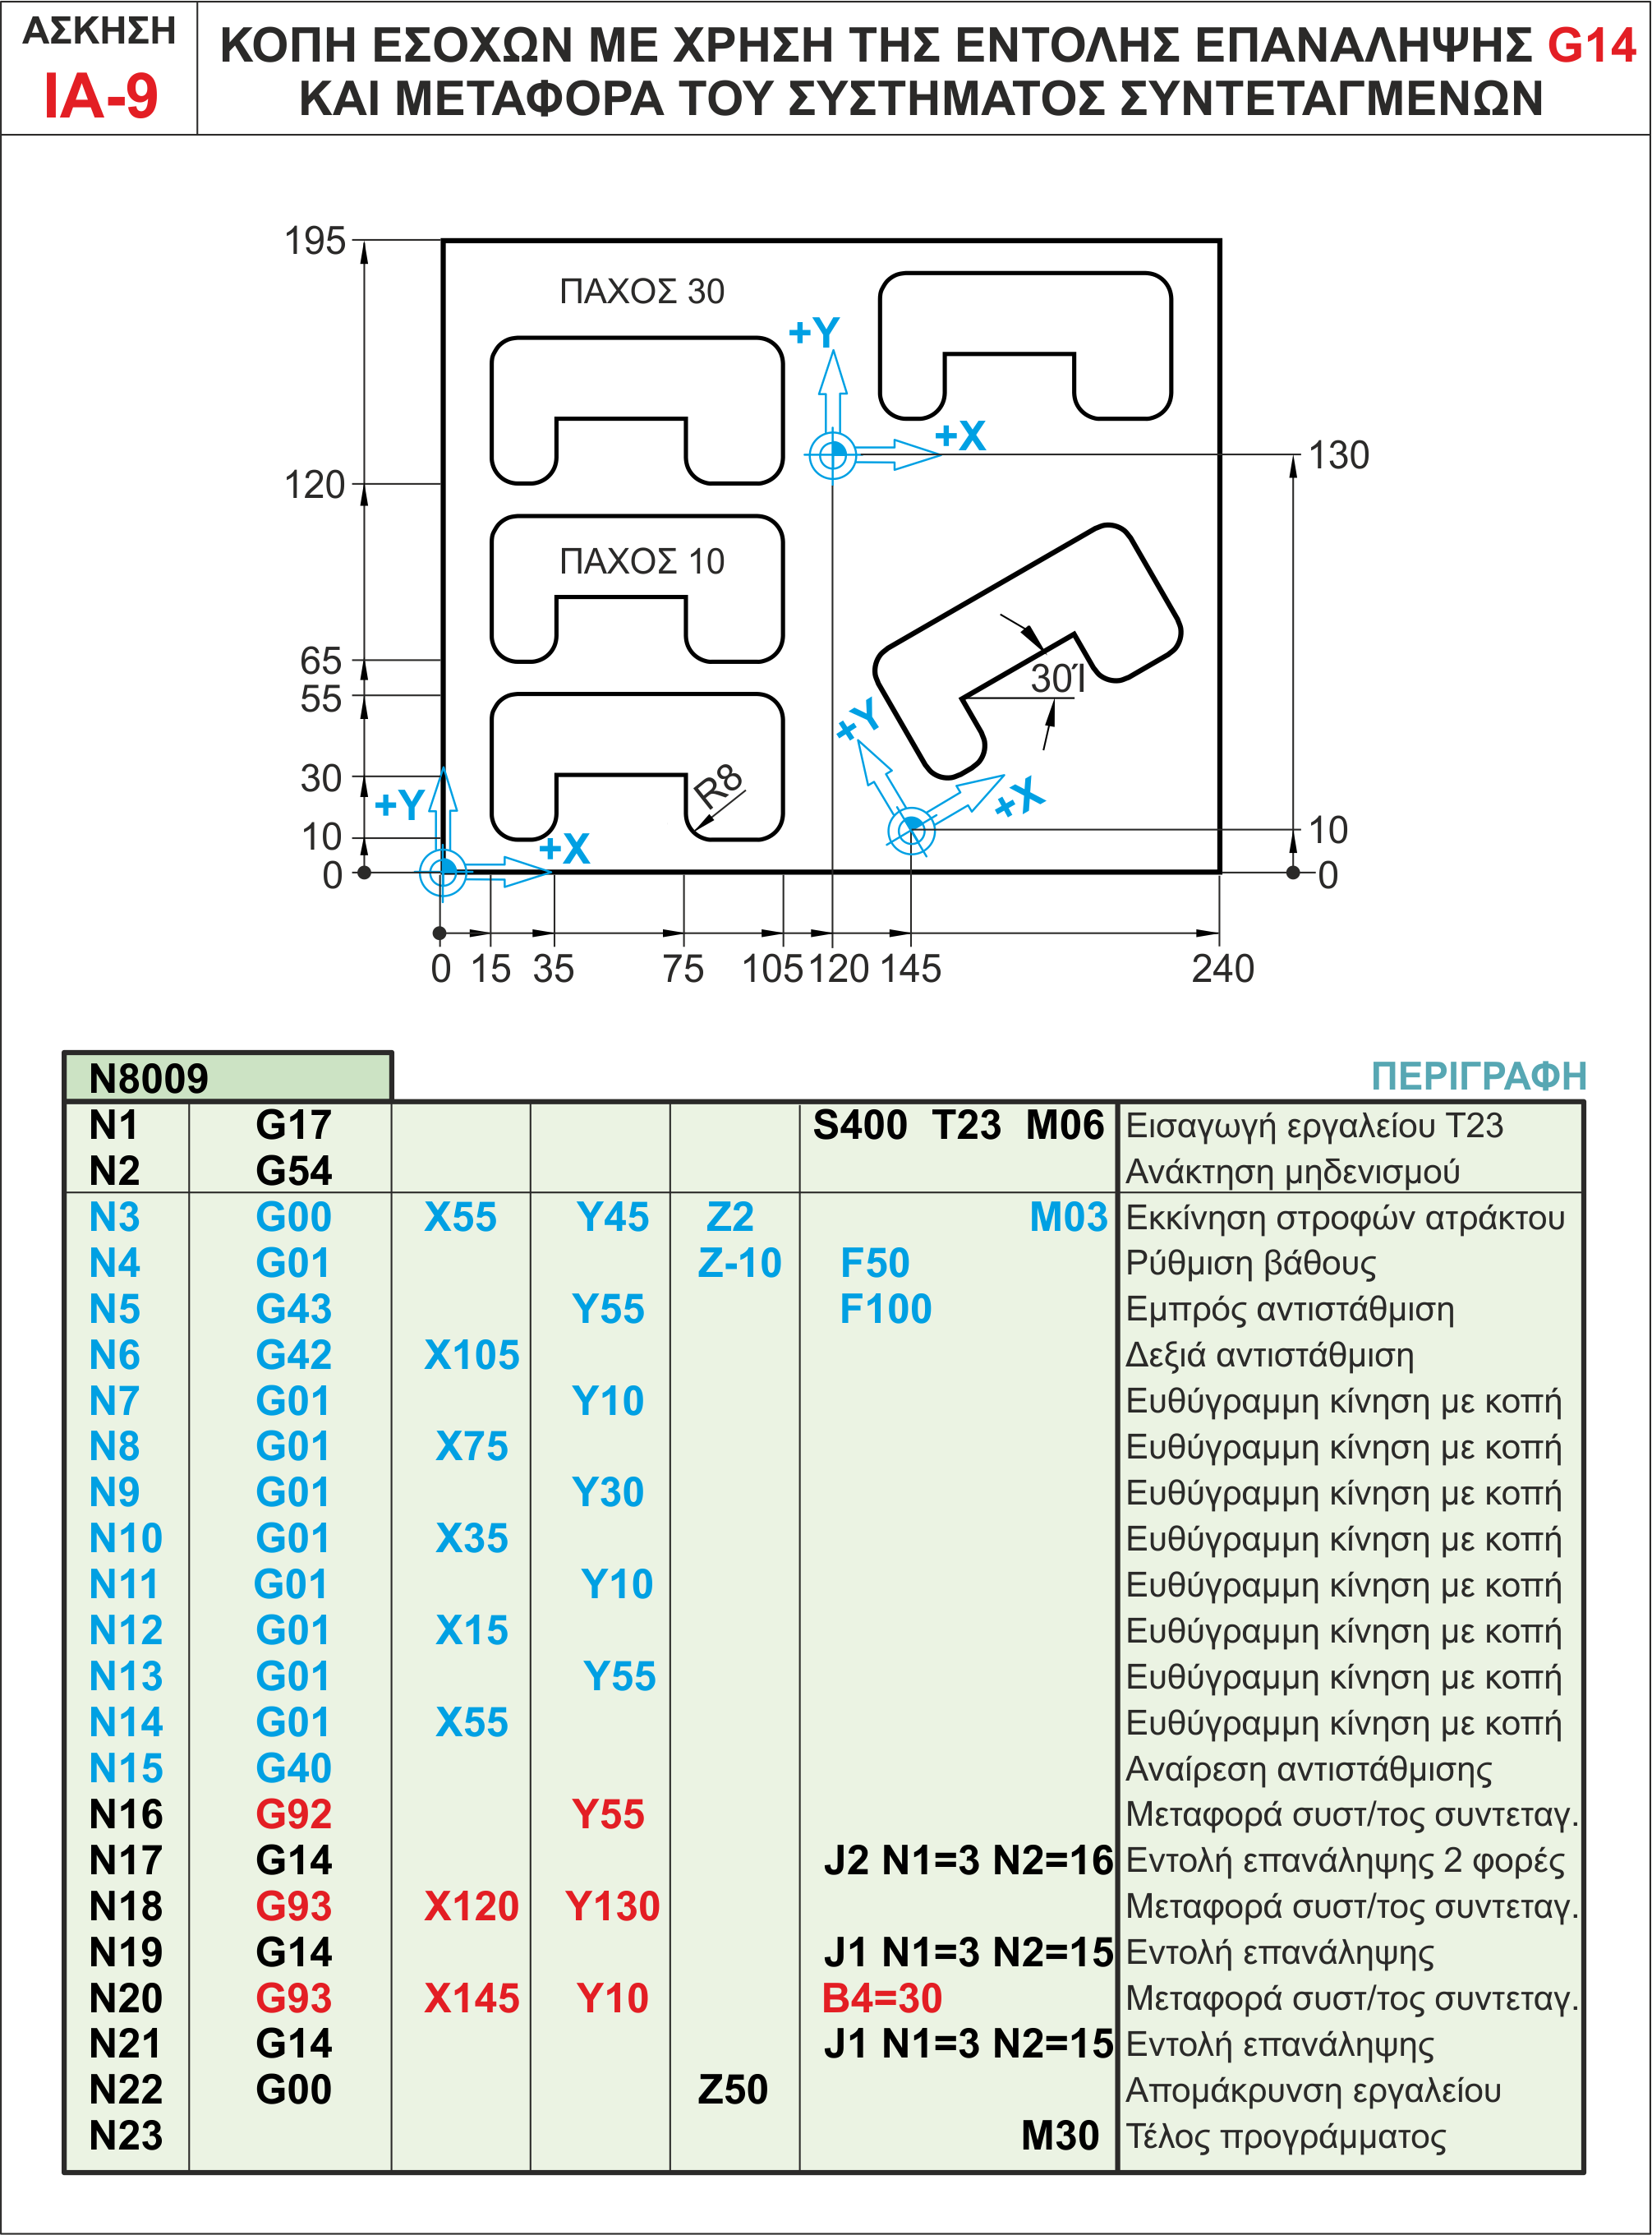 ΑΣΚΗΣΗ
ΙΑ-9
ΚΟΠΗ ΕΣΟΧΩΝ ΜΕ ΧΡΗΣΗ ΤΗΣ ΕΝΤΟΛΗΣ ΕΠΑΝΑΛΗΨΗΣ G14
ΚΑΙ ΜΕΤΑΦΟΡΑ ΤΟΥ ΣΥΣΤΗΜΑΤΟΣ ΣΥΝΤΕΤΑΓΜΕΝΩΝ
195
ΠΑΧΟΣ 30
+Y
+X
130
120
ΠΑΧΟΣ 10
65
55
30Ί
+Y
30
R8
+Y
+X
10
+X
10
0
0
0 15 35 75 105 120 145 240
N8009 ΠΕΡΙΓΡΑΦΗ
N1 G17 S400 T23 M06 Εισαγωγή εργαλείου Τ23
N2 G54 Ανάκτηση μηδενισμού
N3 G00 X55 Y45 Z2 M03 Εκκίνηση στροφών ατράκτου
N4 G01 Z-10 F50 Ρύθμιση βάθους
N5 G43 Y55 F100 Εμπρός αντιστάθμιση
N6 G42 X105 Δεξιά αντιστάθμιση
N7 G01 Y10 Ευθύγραμμη κίνηση με κοπή
N8 G01 X75 Ευθύγραμμη κίνηση με κοπή
N9 G01 Y30 Ευθύγραμμη κίνηση με κοπή
N10 G01 X35 Ευθύγραμμη κίνηση με κοπή
N11 G01 Y10 Ευθύγραμμη κίνηση με κοπή
N12 G01 X15 Ευθύγραμμη κίνηση με κοπή
N13 G01 Y55 Ευθύγραμμη κίνηση με κοπή
N14 G01 X55 Ευθύγραμμη κίνηση με κοπή
N15 G40 Αναίρεση αντιστάθμισης
N16 G92 Y55 Μεταφορά συστ/τος συντεταγ.
N17 G14 J2 N1=3 N2=16 Εντολή επανάληψης 2 φορές
N18 G93 X120 Y130 Μεταφορά συστ/τος συντεταγ.
N19 G14 J1 N1=3 N2=15 Εντολή επανάληψης
N20 G93 X145 Y10 B4=30 Μεταφορά συστ/τος συντεταγ.
N21 G14 J1 N1=3 N2=15 Εντολή επανάληψης
N22 G00 Z50 Απομάκρυνση εργαλείου
N23 M30 Τέλος προγράμματος